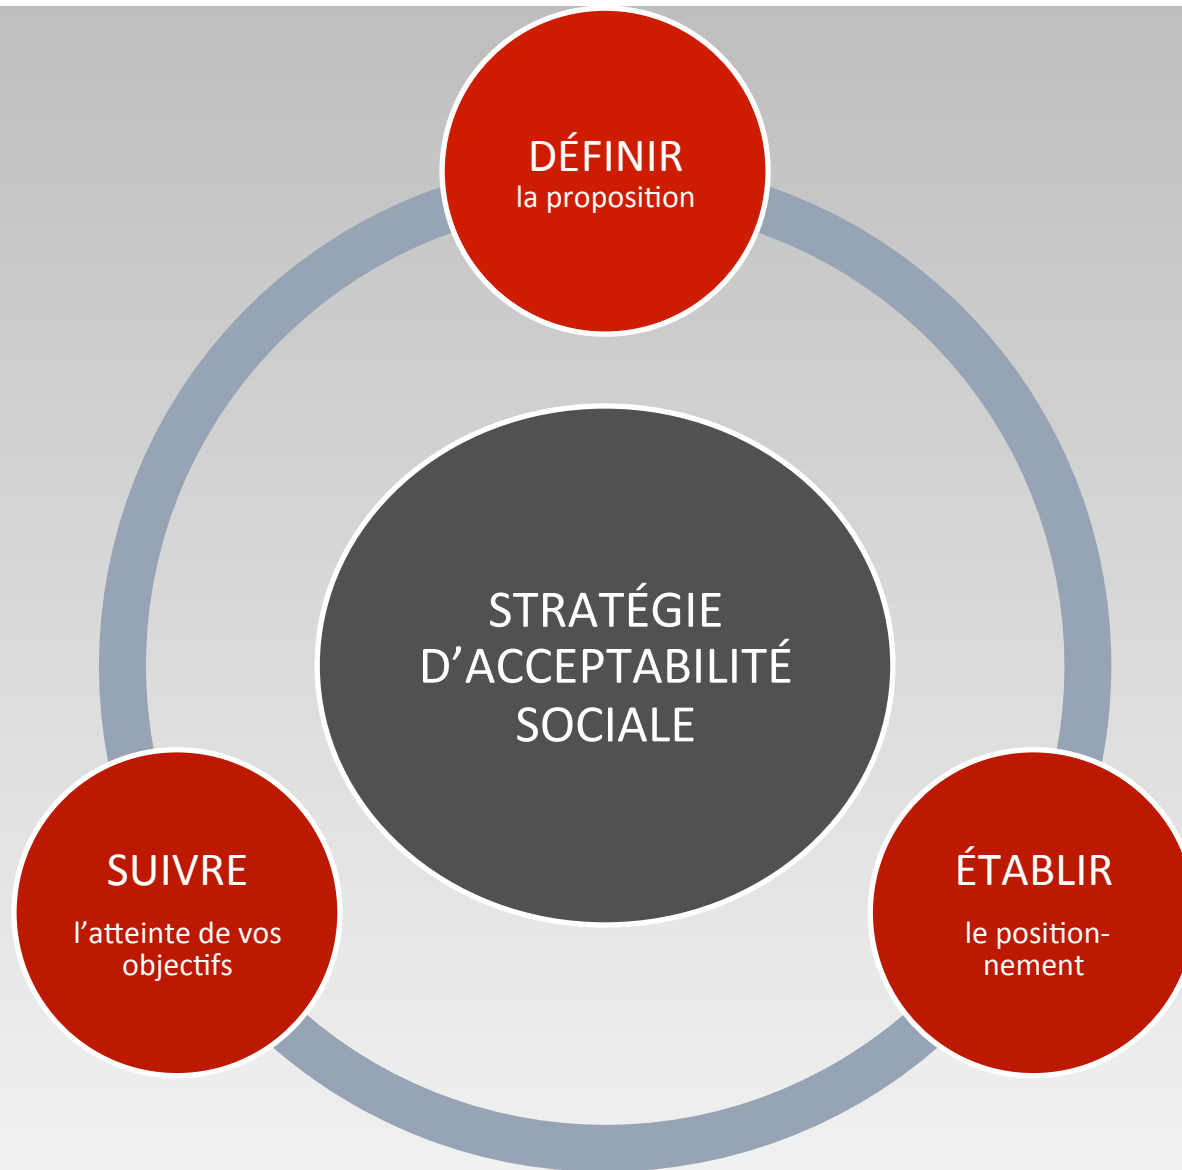 DÉFINIR
la proposition
STRATÉGIE
D’ACCEPTABILITÉ
SOCIALE
SUIVRE
l’atteinte de vos
objectifs
ÉTABLIR
le position-
nement